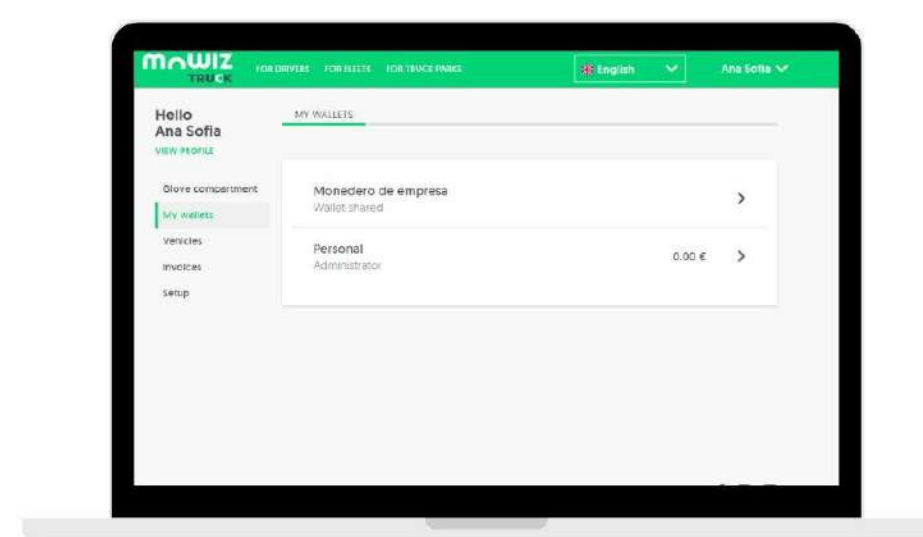 mowiz
TRUCK
FOR DRIVERS FOR FLEETS FOR TRUCK PARKS
English
Ana Sofia
Hello
Ana Sofia
VIEW PROFILE
MY WALLETS
Glove compartment
My wallets
Vehicles
Invoices
Setup
Monedero de empresa
Wallet shared
Personal
Administrator
0.00 €